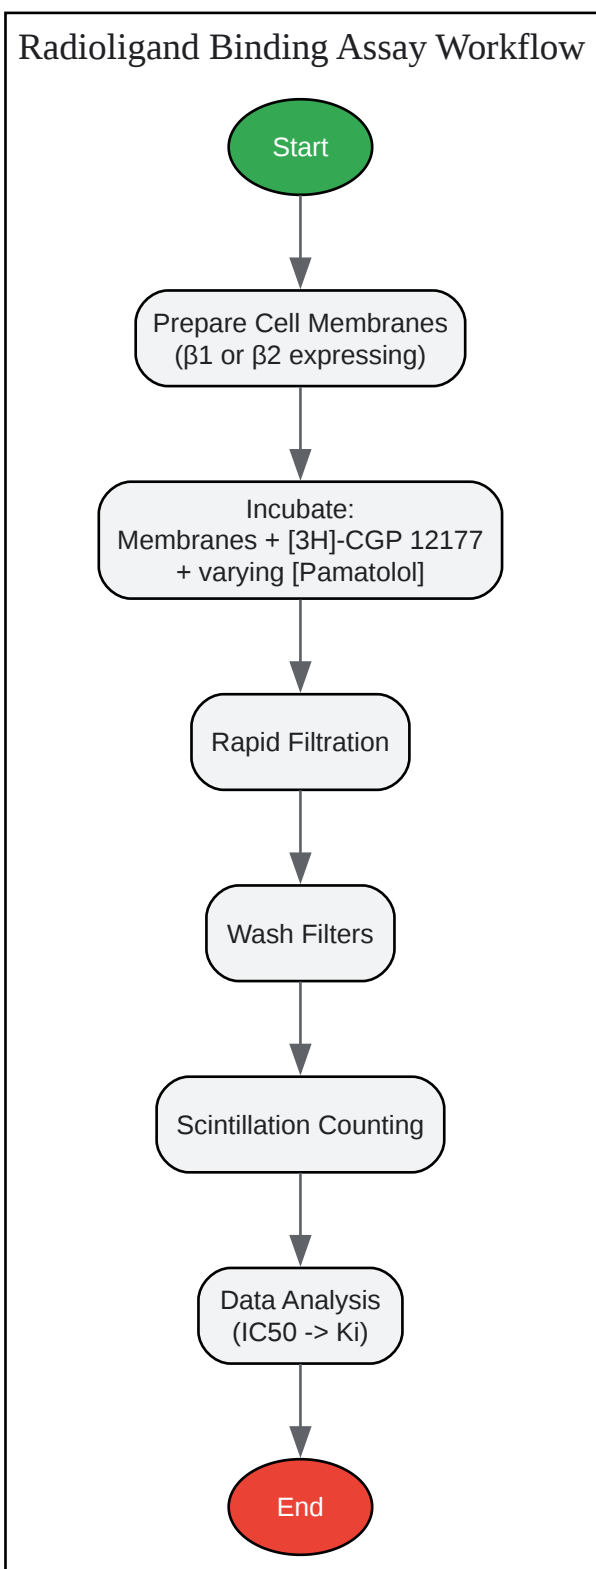 Radioligand Binding Assay Workflow
Start
Prepare Cell Membranes
(β1 or β2 expressing)
Incubate:
Membranes + [3H]-CGP 12177
+ varying [Pamatolol]
Rapid Filtration
Wash Filters
Scintillation Counting
Data Analysis
(IC50 -> Ki)
End